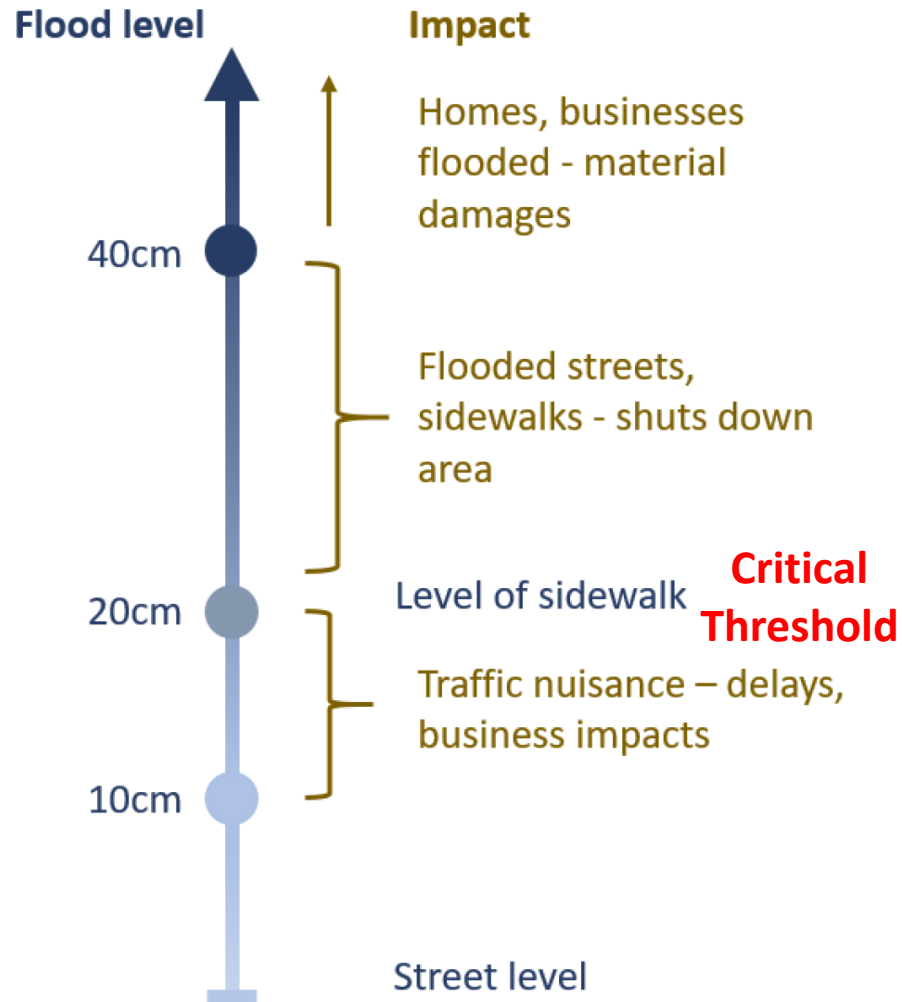 Flood level
Impact
Homes, businesses
flooded - material
damages
40cm
Flooded streets,
sidewalks - shuts down
area
Critical
Threshold
Level of sidewalk
20cm
Traffic nuisance – delays,
business impacts
10cm
Street level